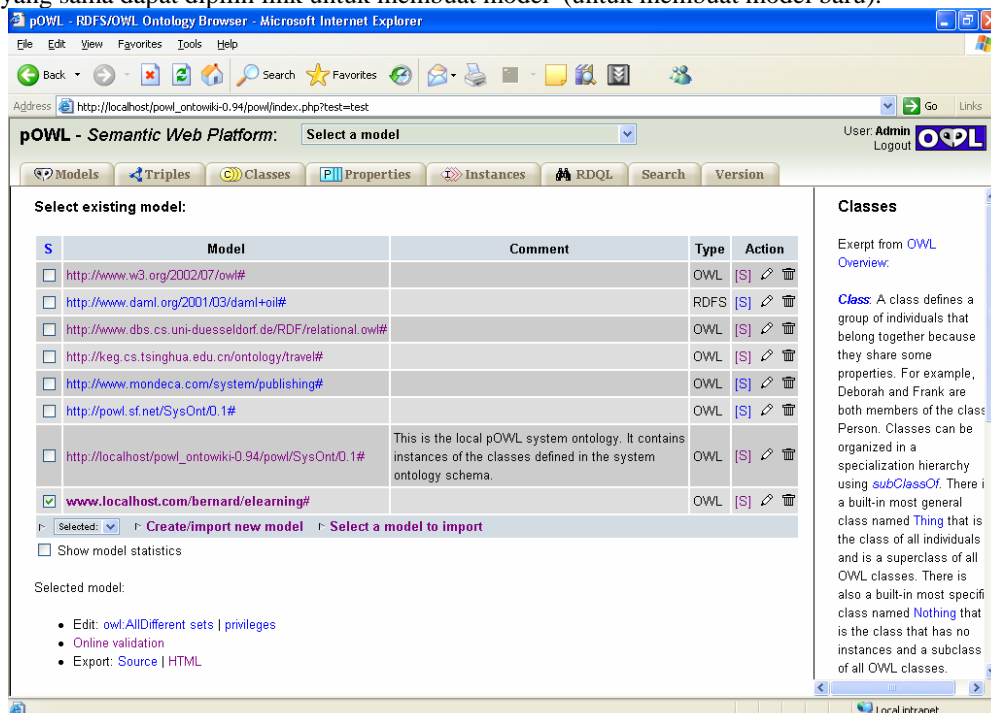 yang sama dapat dipilih link untuk membuat model (untuk membuat model baru).
pOWL - RDFS/OWL Ontology Browser - Microsoft Internet Explorer
File Edit View Favorites Tools Help
Back Search Favorites
Address http://localhost/powl_ontowiki-0.94/powl/index.php?test=test Go Links
pOWL - Semantic Web Platform: Select a model User: Admin
Logout OWL
Models Triples C Classes P Properties I Instances RDQL Search Version
Select existing model:
S Model Comment Type Action
http://www.w3.org/2002/07/owl# OWL [S]
http://www.daml.org/2001/03/daml+oil# RDFS [S]
http://www.dbs.cs.uni-duesseldorf.de/RDF/relational.owl# OWL [S]
http://keg.cs.tsinghua.edu.cn/ontology/travel# OWL [S]
http://www.mondeca.com/system/publishing# OWL [S]
http://powl.sf.net/SysOnt/0.1# OWL [S]
http://localhost/powl_ontowiki-0.94/powl/SysOnt/0.1# This is the local pOWL system ontology. It contains
instances of the classes defined in the system
ontology schema. OWL [S]
www.localhost.com/bernard/elearning# OWL [S]
Selected: Create/import new model Select a model to import
Show model statistics
Selected model:
• Edit: owl:AllDifferent sets | privileges
• Online validation
• Export: Source | HTML
Classes
Exerpt from OWL
Overview:
Class: A class defines a
group of individuals that
belong together because
they share some
properties. For example,
Deborah and Frank are
both members of the class
Person. Classes can be
organized in a
specialization hierarchy
using subClassOf. There i
a built-in most general
class named Thing that is
the class of all individuals
and is a superclass of all
OWL classes. There is
also a built-in most specifi
class named Nothing that
is the class that has no
instances and a subclass
of all OWL classes.
Local intranet